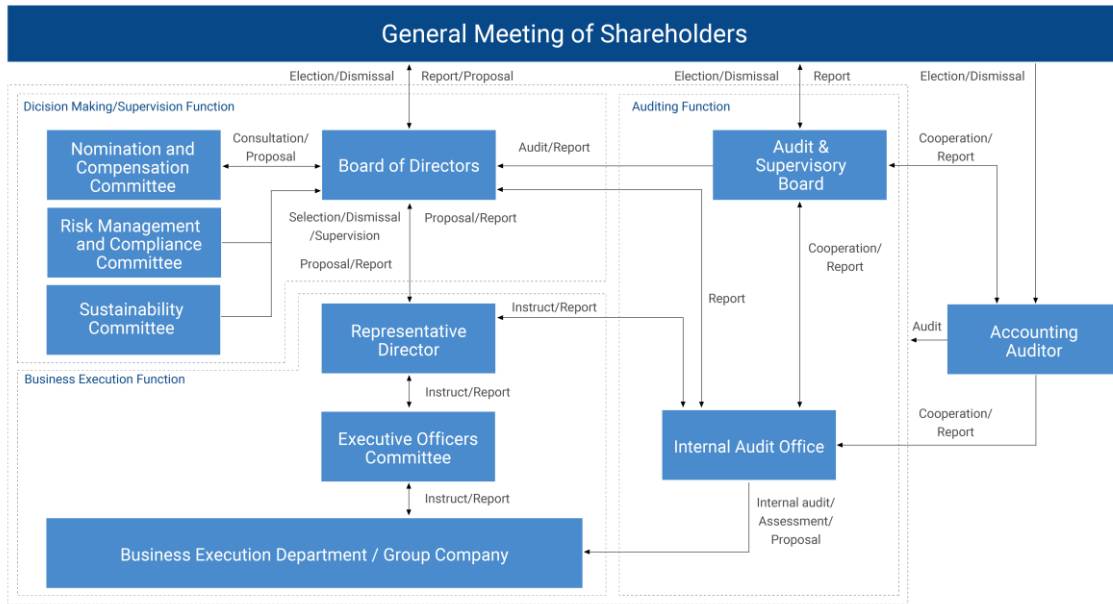 General Meeting of Shareholders
Election/Dismissal
Report/Proposal
Election/Dismissal
Report
Election/Dismissal
Dicision Making/Supervision Function
Auditing Function
Nomination and
Compensation
Committee
Consultation/
Proposal
Board of Directors
Audit/Report
Audit &
Supervisory
Board
Cooperation/
Report
Risk Management
and Compliance
Committee
Selection/Dismissal
/Supervision
Proposal/Report
Proposal/Report
Cooperation/
Report
Sustainability
Committee
Report
Representative
Director
Instruct/Report
Audit
Accounting
Auditor
Business Execution Function
Instruct/Report
Executive Officers
Committee
Internal Audit Office
Cooperation/
Report
Instruct/Report
Internal audit/
Assessment/
Proposal
Business Execution Department / Group Company